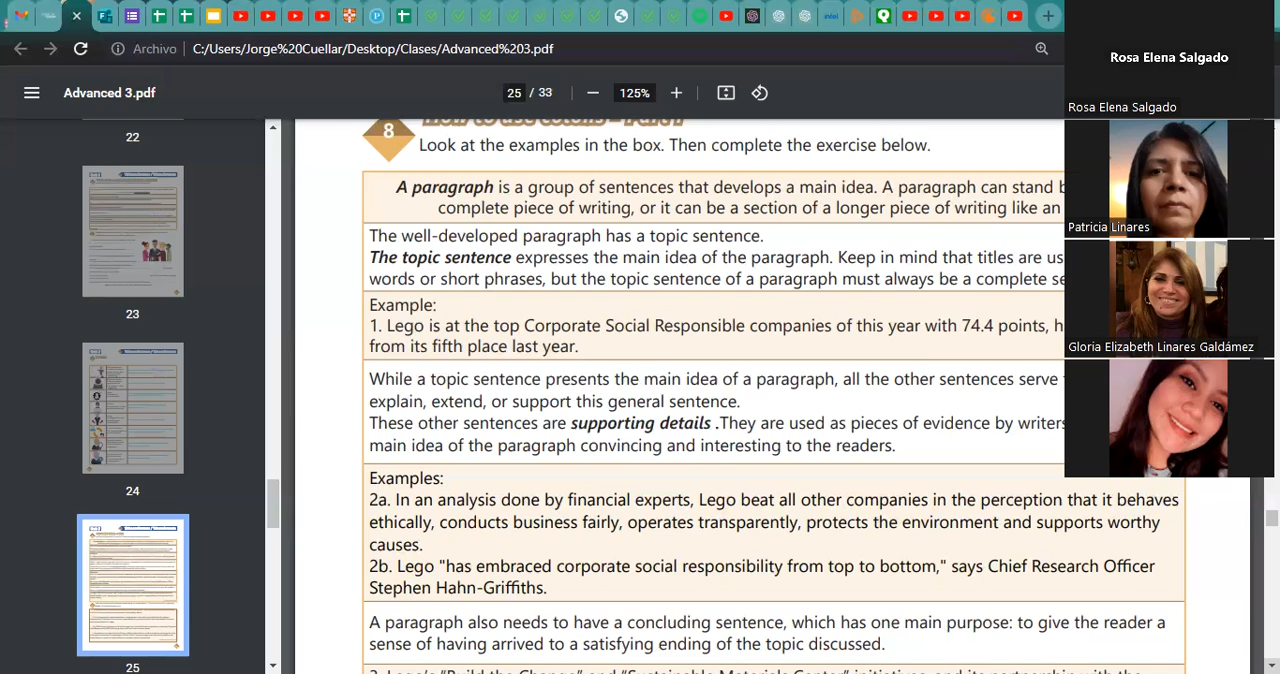 Archivo
C:/Users/Jorge%20Cuellar/Desktop/Clases/Advanced%203.pdf
Advanced 3.pdf
25 / 33
125%
Rosa Elena Salgado
Rosa Elena Salgado
Patricia Linares
Gloria Elizabeth Linares Galdámez
22
23
24
25
8
Look at the examples in the box. Then complete the exercise below.
A paragraph is a group of sentences that develops a main idea. A paragraph can stand
complete piece of writing, or it can be a section of a longer piece of writing like an
The well-developed paragraph has a topic sentence.
The topic sentence expresses the main idea of the paragraph. Keep in mind that titles are
words or short phrases, but the topic sentence of a paragraph must always be a complete
Example:
1. Lego is at the top Corporate Social Responsible companies of this year with 74.4 points,
from its fifth place last year.
While a topic sentence presents the main idea of a paragraph, all the other sentences serve
explain, extend, or support this general sentence.
These other sentences are supporting details .They are used as pieces of evidence by writers
main idea of the paragraph convincing and interesting to the readers.
Examples:
2a. In an analysis done by financial experts, Lego beat all other companies in the perception that it behaves
ethically, conducts business fairly, operates transparently, protects the environment and supports worthy
causes.
2b. Lego "has embraced corporate social responsibility from top to bottom," says Chief Research Officer
Stephen Hahn-Griffiths.
A paragraph also needs to have a concluding sentence, which has one main purpose: to give the reader a
sense of having arrived to a satisfying ending of the topic discussed.